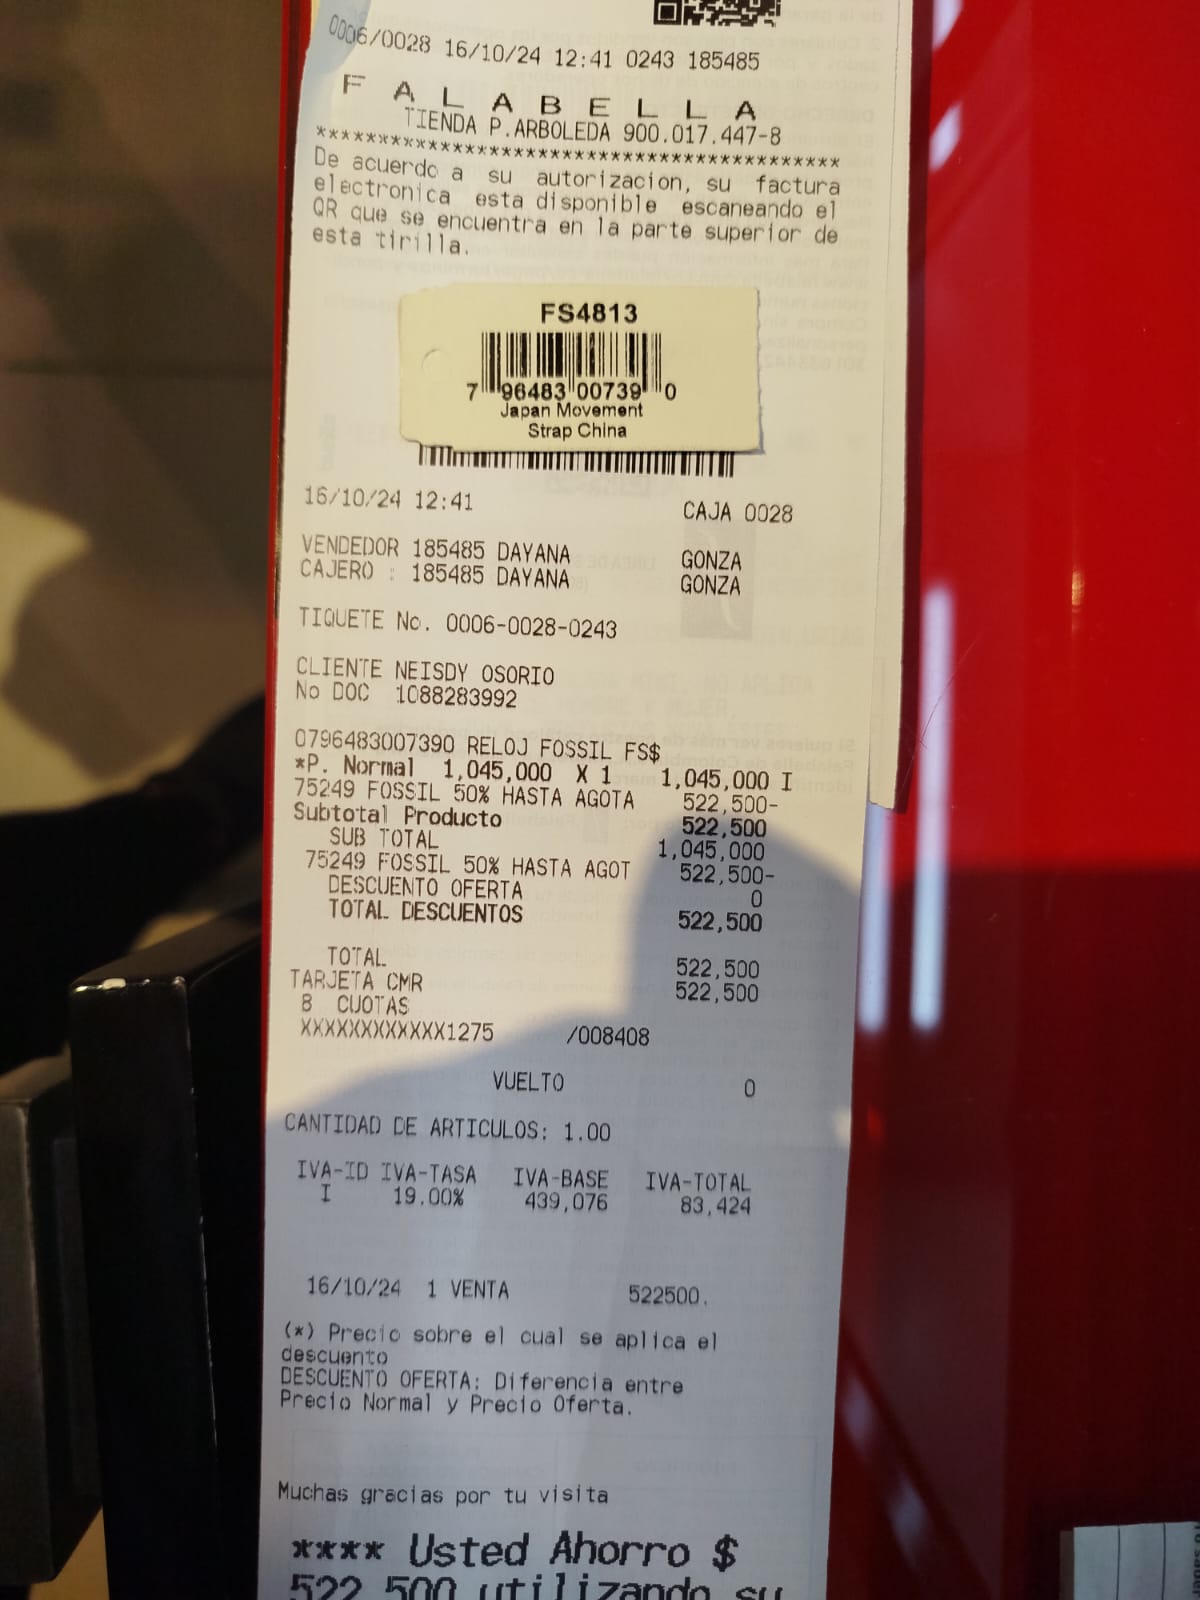 0006/0028 16/10/24 12:41 0243 185485
F A L A B E L L A
TIENDA P.ARBOLEDA 900.017.447-8
******************************************
De acuerdo a su autorizacion, su factura
electronica esta disponible escaneando el
QR que se encuentra en la parte superior de
esta tirilla.
FS4813
7 96483 00739 0
Japan Movement
Strap China
16/10/24 12:41 CAJA 0028
VENDEDOR 185485 DAYANA GONZA
CAJERO : 185485 DAYANA GONZA
TIQUETE No. 0006-0028-0243
CLIENTE NEISDY OSORIO
No DOC 1088283992
0796483007390 RELOJ FOSSIL FS$
*P. Normal 1,045,000 X 1 1,045,000 I
75249 FOSSIL 50% HASTA AGOTA 522,500-
Subtotal Producto 522,500
SUB TOTAL 1,045,000
75249 FOSSIL 50% HASTA AGOT 522,500-
DESCUENTO OFERTA 0
TOTAL DESCUENTOS 522,500
TOTAL 522,500
TARJETA CMR 522,500
8 CUOTAS
XXXXXXXXXXXX1275 /008408
VUELTO 0
CANTIDAD DE ARTICULOS: 1.00
IVA-ID IVA-TASA IVA-BASE IVA-TOTAL
I 19.00% 439,076 83,424
16/10/24 1 VENTA 522500.
(*) Precio sobre el cual se aplica el
descuento
DESCUENTO OFERTA: Diferencia entre
Precio Normal y Precio Oferta.
Muchas gracias por tu visita
**** Usted Ahorro $
522,500 utilizando su